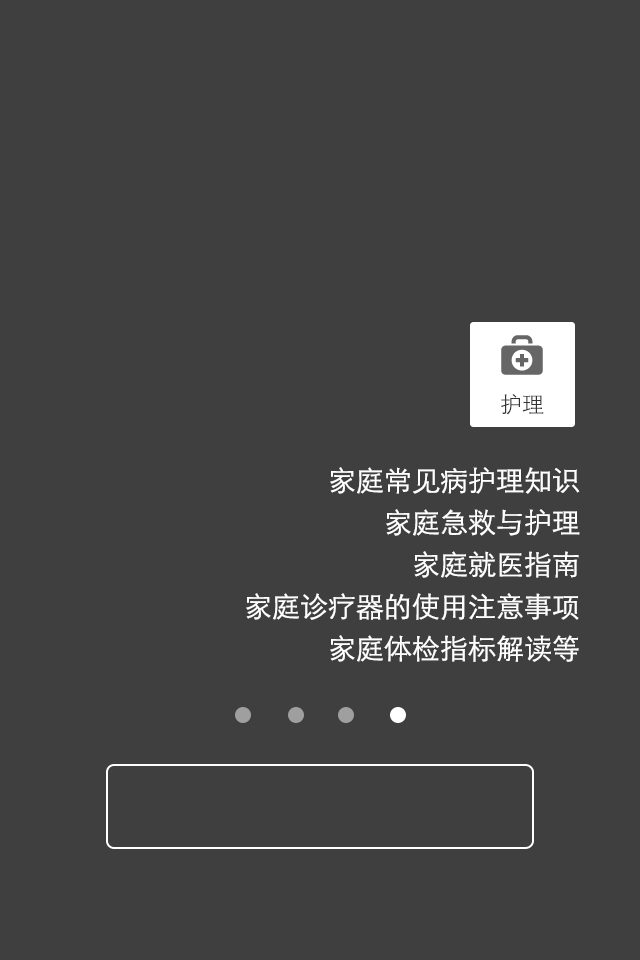 护理
家庭常见病护理知识
家庭急救与护理
家庭就医指南
家庭诊疗器的使用注意事项
家庭体检指标解读等